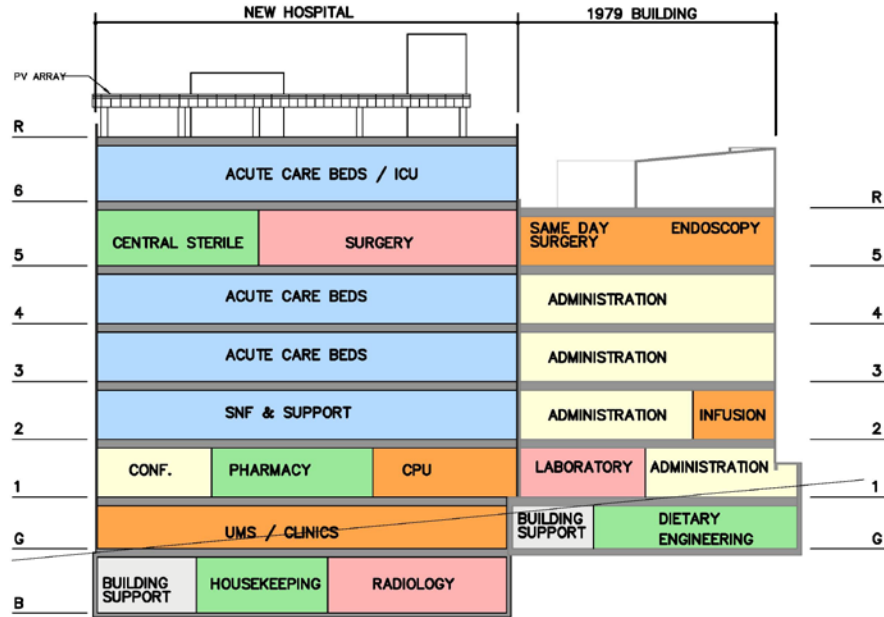 NEW HOSPITAL
1979 BUILDING
PV ARRAY
R
ACUTE CARE BEDS / ICU
6
R
CENTRAL STERILE
SURGERY
SAME DAY
SURGERY
ENDOSCOPY
5
5
ACUTE CARE BEDS
ADMINISTRATION
4
4
ACUTE CARE BEDS
ADMINISTRATION
3
3
SNF & SUPPORT
ADMINISTRATION
INFUSION
2
2
CONF.
PHARMACY
CPU
LABORATORY
ADMINISTRATION
1
1
UMS / CLINICS
BUILDING
SUPPORT
DIETARY
ENGINEERING
G
G
BUILDING
SUPPORT
HOUSEKEEPING
RADIOLOGY
B